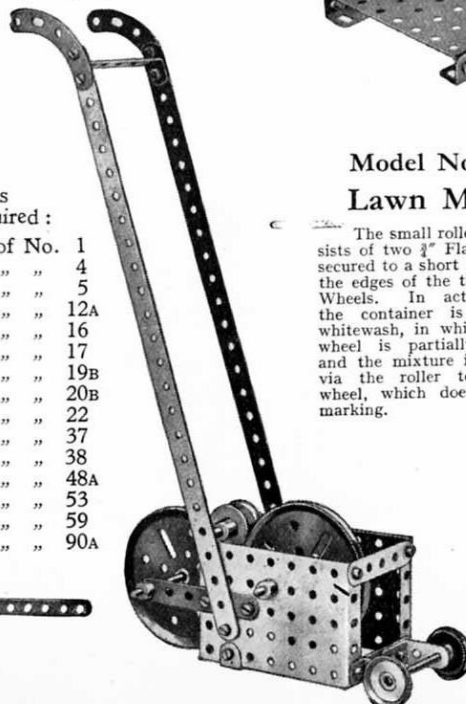 s
uired :
of No. 1
„ „ 4
„ „ 5
„ „ 12A
„ „ 16
„ „ 17
„ „ 19B
„ „ 20B
„ „ 22
„ „ 37
„ „ 38
„ „ 48A
„ „ 53
„ „ 59
„ „ 90A
Model No
Lawn M
The small rolle
sists of two ¾" Fla
secured to a short
the edges of the t
Wheels. In act
the container is
whitewash, in whi
wheel is partiall
and the mixture i
via the roller to
wheel, which doe
marking.